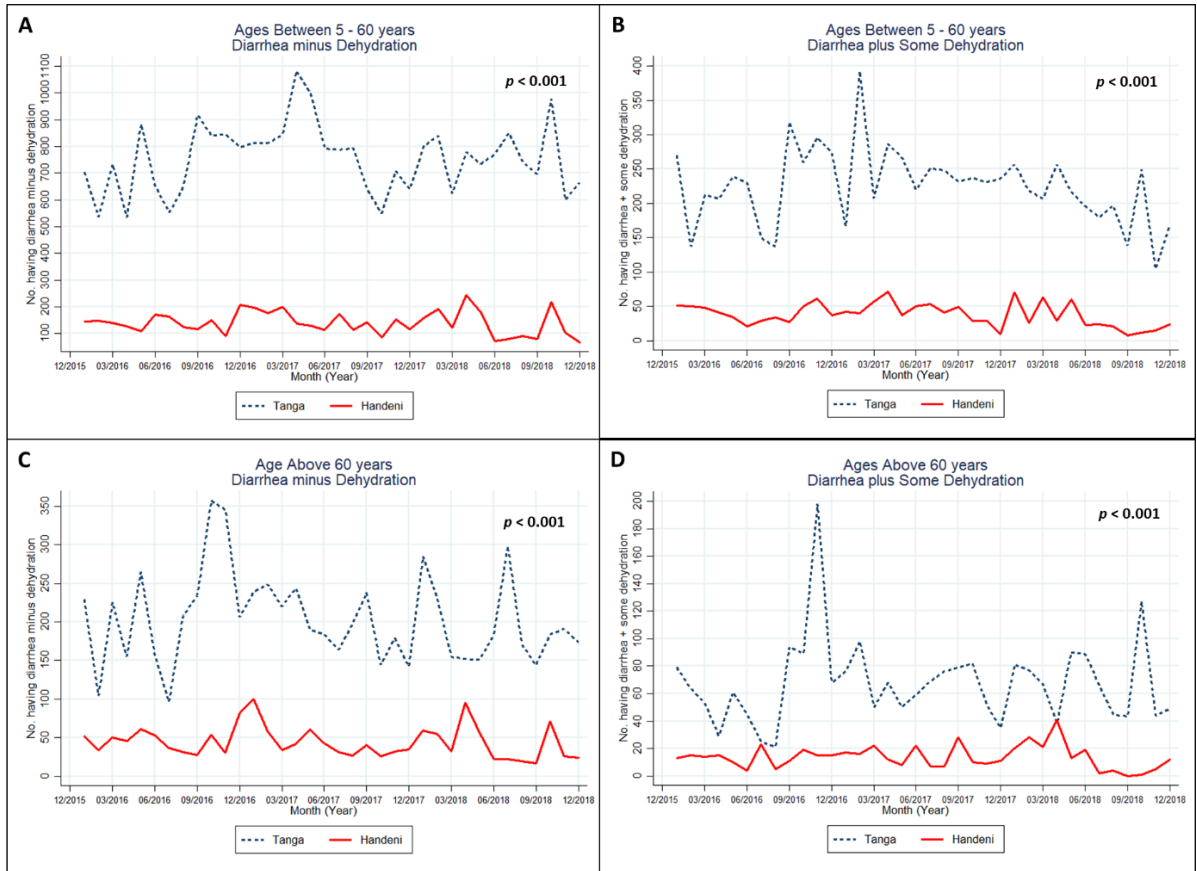 A
Ages Between 5 - 60 years
Diarrhea minus Dehydration
p < 0.001
No. having diarrhea minus dehydration
1100
1000
900
800
700
600
500
400
300
200
100
12/2015 03/2016 06/2016 09/2016 12/2016 03/2017 06/2017 09/2017 12/2017 03/2018 06/2018 09/2018 12/2018
Month (Year)
Tanga Handeni
B
Ages Between 5 - 60 years
Diarrhea plus Some Dehydration
p < 0.001
No. having diarrhea + some dehydration
400
350
300
250
200
150
100
50
0
12/2015 03/2016 06/2016 09/2016 12/2016 03/2017 06/2017 09/2017 12/2017 03/2018 06/2018 09/2018 12/2018
Month (Year)
Tanga Handeni
C
Age Above 60 years
Diarrhea minus Dehydration
p < 0.001
No. having diarrhea minus dehydration
350
300
250
200
150
100
50
0
12/2015 03/2016 06/2016 09/2016 12/2016 03/2017 06/2017 09/2017 12/2017 03/2018 06/2018 09/2018 12/2018
Month (Year)
Tanga Handeni
D
Ages Above 60 years
Diarrhea plus Some Dehydration
p < 0.001
No. having diarrhea + some dehydration
200
180
160
140
120
100
80
60
40
20
0
12/2015 03/2016 06/2016 09/2016 12/2016 03/2017 06/2017 09/2017 12/2017 03/2018 06/2018 09/2018 12/2018
Month (Year)
Tanga Handeni